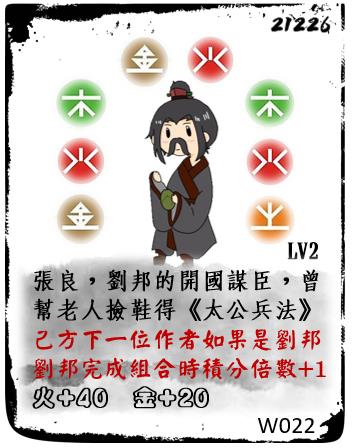 21226
金 火
木 木
火 火
金 土
LV2
張良，劉邦的開國謀臣，曾
幫老人撿鞋得《太公兵法》
己方下一位作者如果是劉邦
劉邦完成組合時積分倍數+1
火+40 金+20
W022